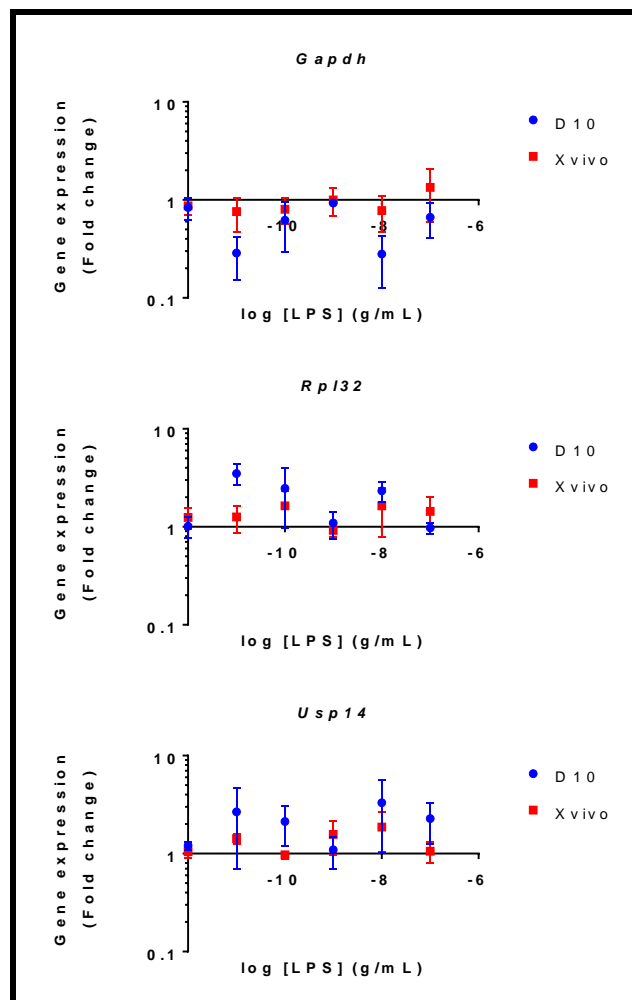 Gapdh
Gene expression
(Fold change)
10
1
0.1
-10
-8
-6
log [LPS] (g/mL)
D10
Xvivo
Rpl32
Gene expression
(Fold change)
10
1
0.1
-10
-8
-6
log [LPS] (g/mL)
D10
Xvivo
Usp14
Gene expression
(Fold change)
10
1
0.1
-10
-8
-6
log [LPS] (g/mL)
D10
Xvivo